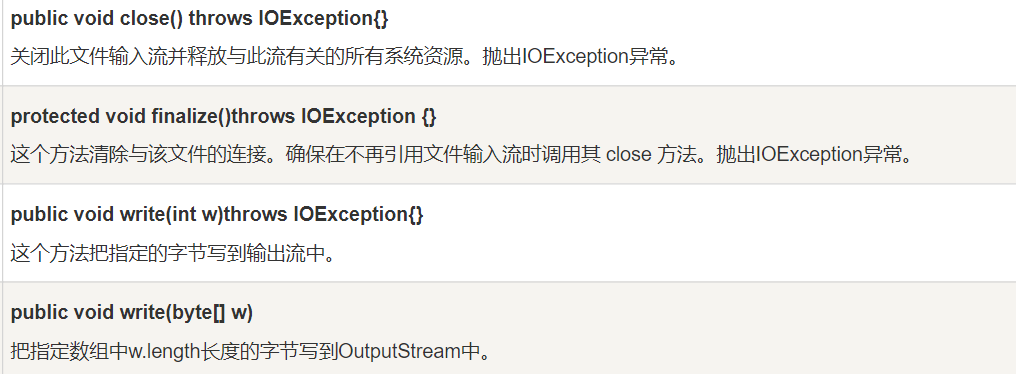 public void close() throws IOException{}
关闭此文件输入流并释放与此流有关的所有系统资源。抛出IOException异常。
protected void finalize()throws IOException {}
这个方法清除与该文件的连接。确保在不再引用文件输入流时调用其 close 方法。抛出IOException异常。
public void write(int w)throws IOException{}
这个方法把指定的字节写到输出流中。
public void write(byte[] w)
把指定数组中w.length长度的字节写到OutputStream中。